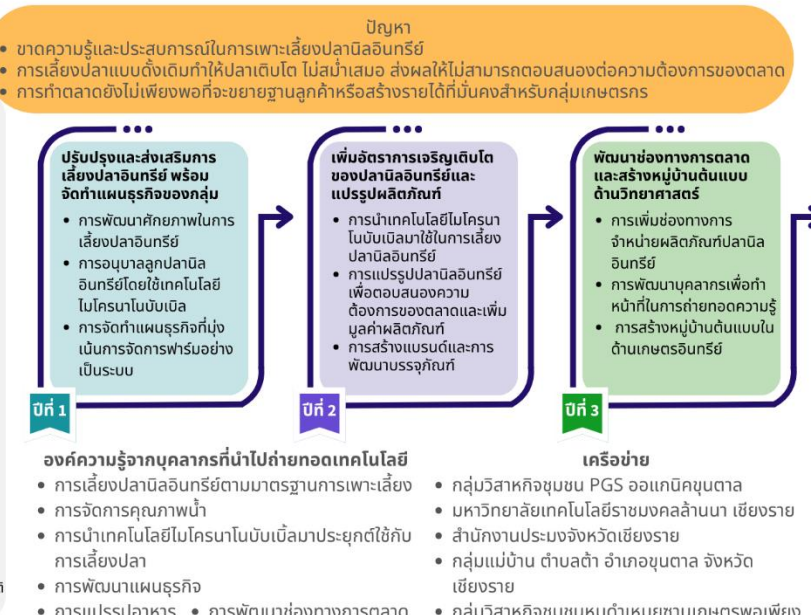 ปัญหา
• ขาดความรู้และประสบการณ์ในการเพาะเลี้ยงปลานิลอินทรีย์
• การเลี้ยงปลาแบบดั้งเดิมทำให้ปลาเติบโต ไม่สม่ำเสมอ ส่งผลให้ไม่สามารถตอบสนองต่อความต้องการของตลาด
• การทำตลาดยังไม่เพียงพอที่จะขยายฐานลูกค้าหรือสร้างรายได้ที่มั่นคงสำหรับกลุ่มเกษตรกร
ปรับปรุงและส่งเสริมการ
เลี้ยงปลาอินทรีย์ พร้อม
จัดทำแผนธุรกิจของกลุ่ม
• การพัฒนาศักยภาพในการ
เลี้ยงปลาอินทรีย์
• การอนุบาลลูกปลานิล
อินทรีย์โดยใช้เทคโนโลยี
ไมโครนาโนบับเบิล
• การจัดทำแผนธุรกิจที่มุ่ง
เน้นการจัดการฟาร์มอย่าง
เป็นระบบ
ปีที่ 1
เพิ่มอัตราการเจริญเติบโต
ของปลานิลอินทรีย์และ
แปรรูปผลิตภัณฑ์
• การนำเทคโนโลยีไมโครนา
โนบับเบิลมาใช้ในการเลี้ยง
ปลานิลอินทรีย์
• การแปรรูปปลานิลอินทรีย์
เพื่อตอบสนองความ
ต้องการของตลาดและเพิ่ม
มูลค่าผลิตภัณฑ์
• การสร้างแบรนด์และการ
พัฒนาบรรจุภัณฑ์
ปีที่ 2
พัฒนาช่องทางการตลาด
และสร้างหมู่บ้านต้นแบบ
ด้านวิทยาศาสตร์
• การเพิ่มช่องทางการ
จำหน่ายผลิตภัณฑ์ปลานิล
อินทรีย์
• การพัฒนาบุคลากรเพื่อทำ
หน้าที่ในการถ่ายทอดความรู้
• การสร้างหมู่บ้านต้นแบบใน
ด้านเกษตรอินทรีย์
ปีที่ 3
องค์ความรู้จากบุคลากรที่นำไปถ่ายทอดเทคโนโลยี
• การเลี้ยงปลานิลอินทรีย์ตามมาตรฐานการเพาะเลี้ยง
• การจัดการคุณภาพน้ำ
• การนำเทคโนโลยีไมโครนาโนบับเบิ้ลมาประยุกต์ใช้กับ
การเลี้ยงปลา
• การพัฒนาแผนธุรกิจ
• การแปรรูปอาหาร • การพัฒนาช่องทางการตลาด
เครือข่าย
• กลุ่มวิสาหกิจชุมชน PGS ออแกนิคขุนตาล
• มหาวิทยาลัยเทคโนโลยีราชมงคลล้านนา เชียงราย
• สำนักงานประมงจังหวัดเชียงราย
• กลุ่มแม่บ้าน ตำบลต้า อำเภอขุนตาล จังหวัด
เชียงราย